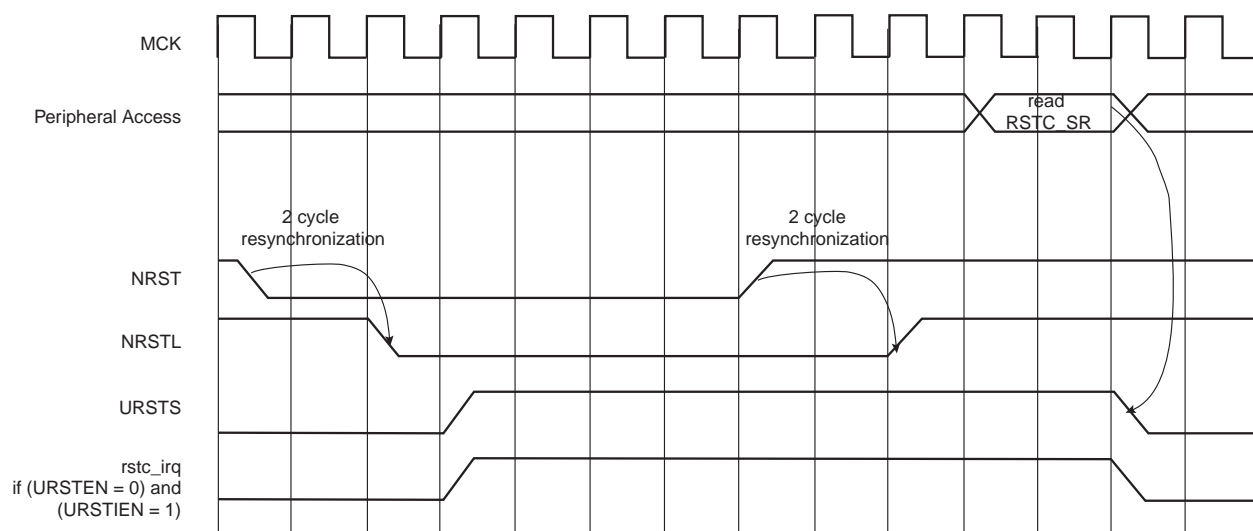 MCK
Peripheral Access
read
RSTC_SR
2 cycle
resynchronization
2 cycle
resynchronization
NRST
NRSTL
URSTS
rstc_irq
if (URSTEN = 0) and
(URSTIEN = 1)